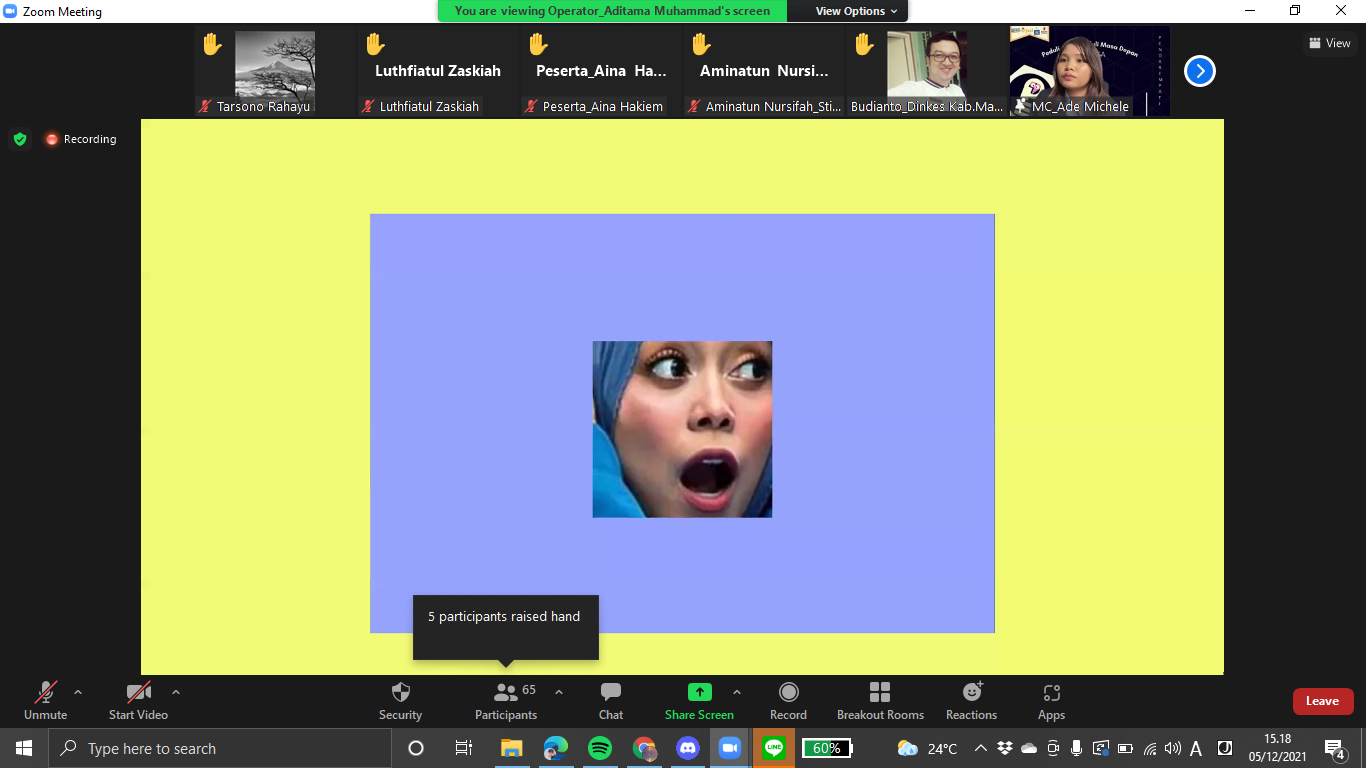 Zoom Meeting
You are viewing Operator_Aditama Muhammad's screen
View Options
View
Luthfiatul Zaskiah
Peserta_Aina Ha...
Aminatun Nursi...
Tarsono Rahayu
Luthfiatul Zaskiah
Peserta_Aina Hakiem
Aminatun Nursifah_Sti...
Budianto_Dinkes Kab.Ma...
MC_Ade Michele
Recording
5 participants raised hand
65
Unmute
Start Video
Security
Participants
Chat
Share Screen
Record
Breakout Rooms
Reactions
Apps
Leave
Type here to search
60%
24°C
A
15.18
05/12/2021
4